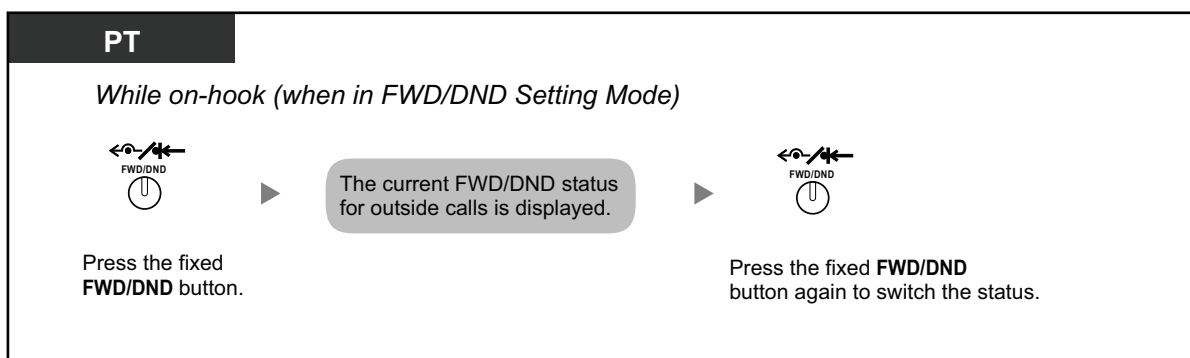 PT
While on-hook (when in FWD/DND Setting Mode)
FWD/DND
The current FWD/DND status
for outside calls is displayed.
FWD/DND
Press the fixed
FWD/DND button.
Press the fixed FWD/DND
button again to switch the status.